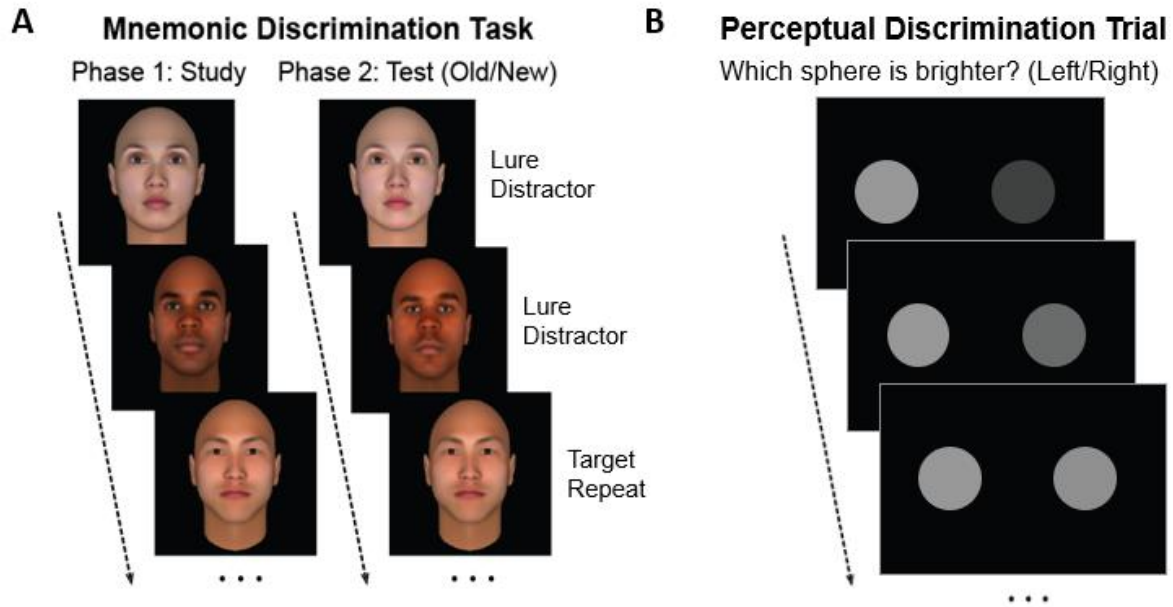 A
Mnemonic Discrimination Task
Phase 1: Study
Phase 2: Test (Old/New)
Lure
Distractor
Lure
Distractor
Target
Repeat
. . .
. . .
B
Perceptual Discrimination Trial
Which sphere is brighter? (Left/Right)
. . .